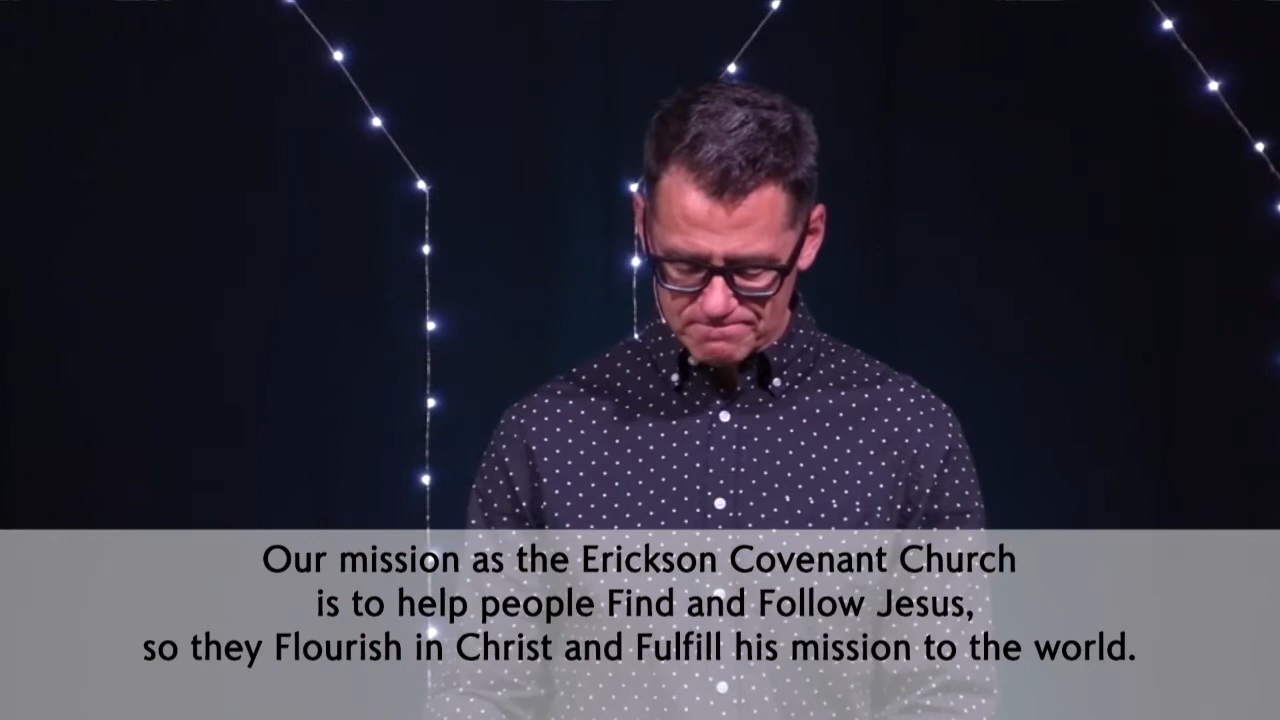 Our mission as the Erickson Covenant Church
is to help people Find and Follow Jesus,
so they Flourish in Christ and Fulfill his mission to the world.